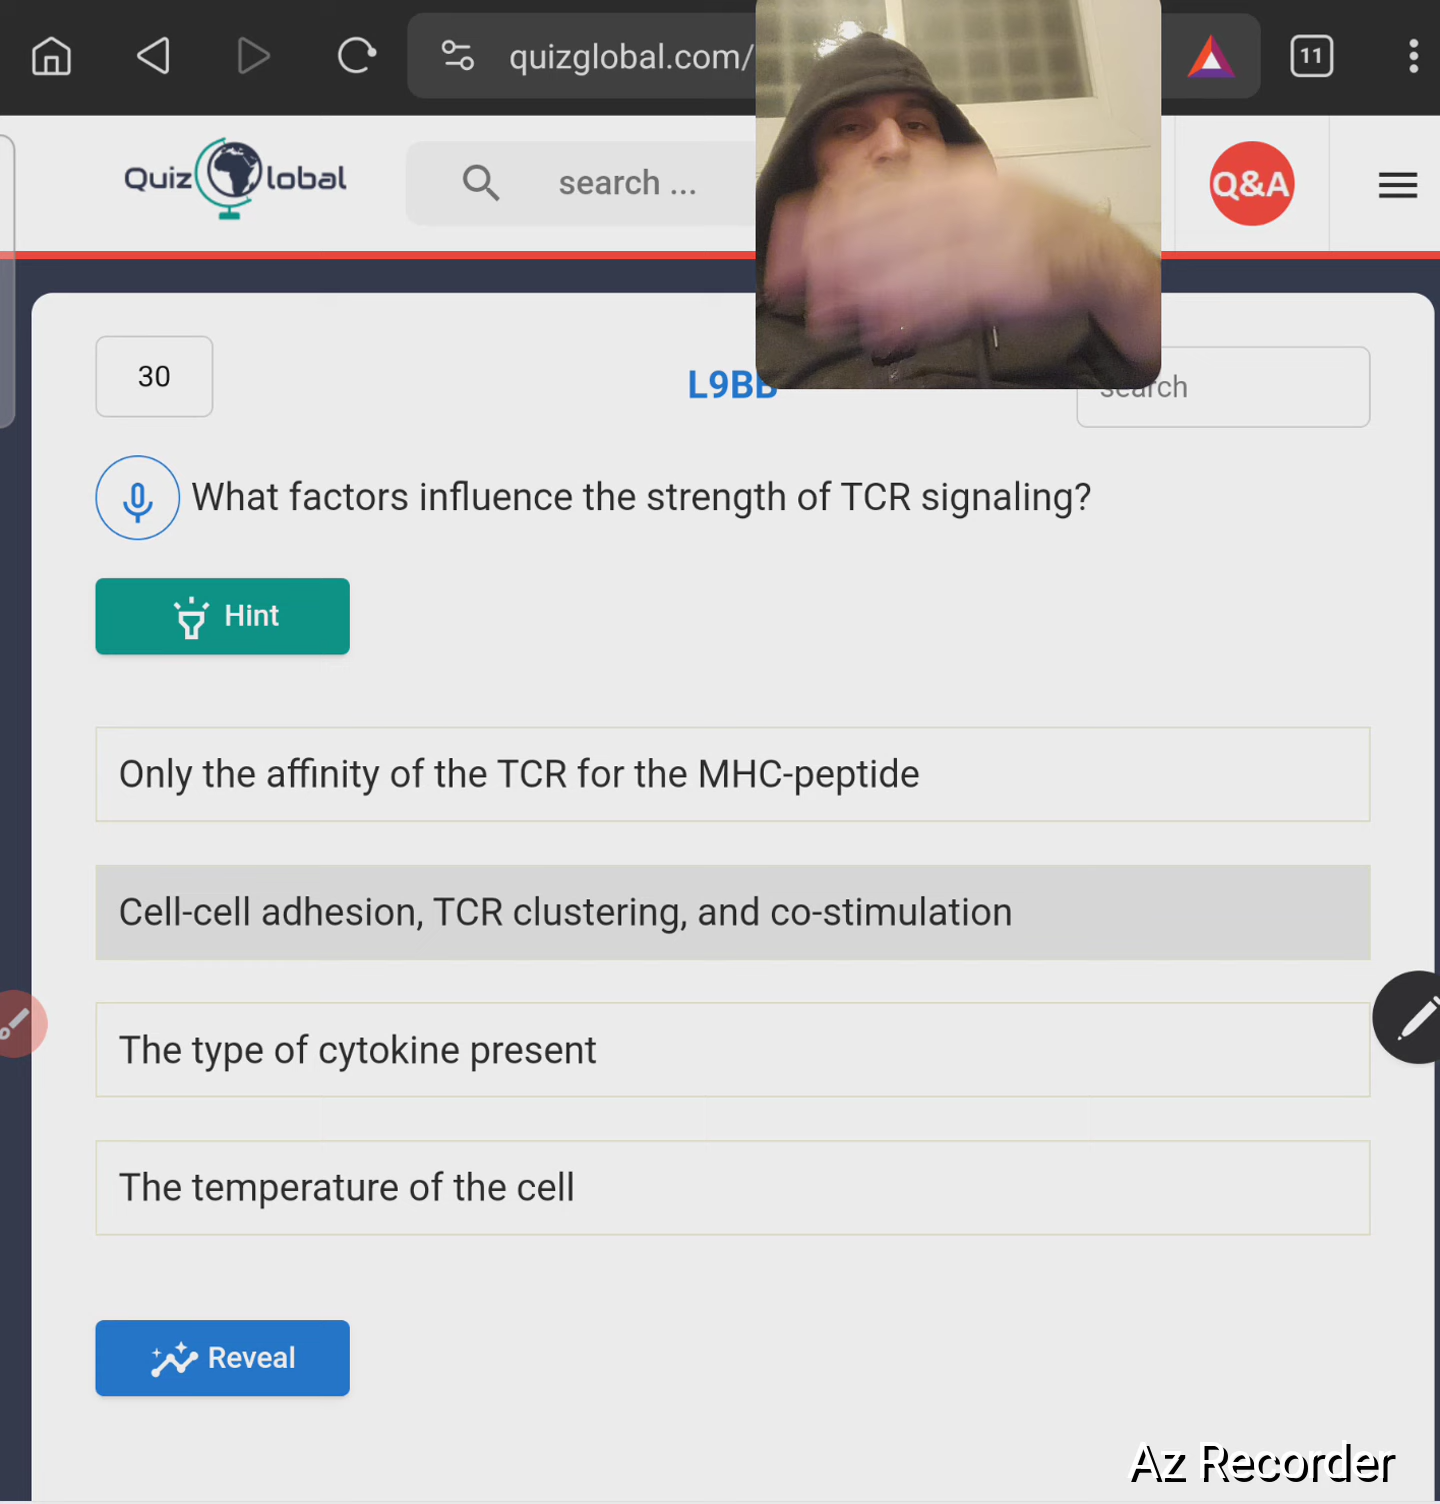 quizglobal.com/
11
QuizGlobal
search ...
Q&A
30
L9BB
search
What factors influence the strength of TCR signaling?
Hint
Only the affinity of the TCR for the MHC-peptide
Cell-cell adhesion, TCR clustering, and co-stimulation
The type of cytokine present
The temperature of the cell
Reveal
Az Recorder